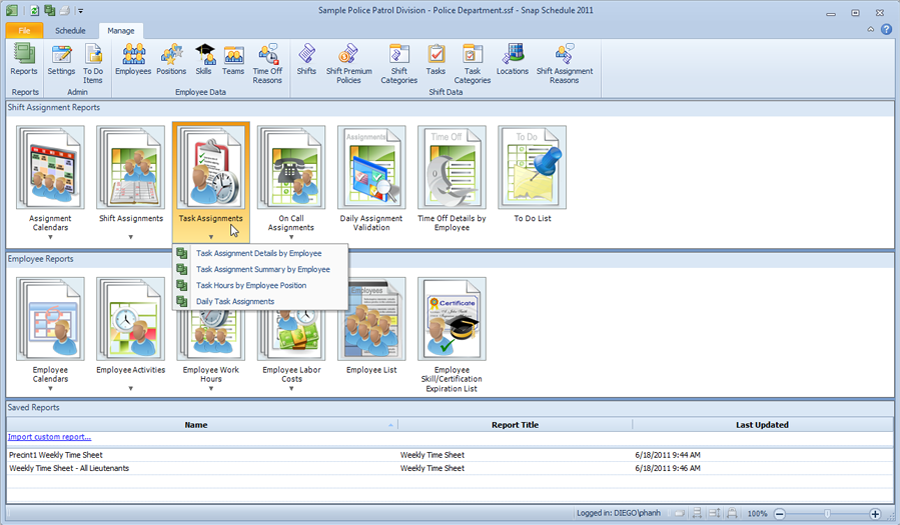 Sample Police Patrol Division - Police Department.ssf - Snap Schedule 2011
File Schedule Manage
Reports
Settings
To Do Items
Employees
Positions
Skills
Teams
Time Off Reasons
Shifts
Shift Premium Policies
Shift Categories
Tasks
Task Categories
Locations
Shift Assignment Reasons
Reports
Admin
Employee Data
Shift Data
Shift Assignment Reports
Assignments
Time Off
To Do
Assignment Calendars
Shift Assignments
Task Assignments
On Call Assignments
Daily Assignment Validation
Time Off Details by Employee
To Do List
Task Assignment Details by Employee
Task Assignment Summary by Employee
Task Hours by Employee Position
Daily Task Assignments
Employee Reports
Employees
Certificate
Employee Calendars
Employee Activities
Employee Work Hours
Employee Labor Costs
Employee List
Employee Skill/Certification Expiration List
Saved Reports
Name Report Title Last Updated
Import custom report...
Precint1 Weekly Time Sheet Weekly Time Sheet 6/18/2011 9:44 AM
Weekly Time Sheet - All Lieutenants Weekly Time Sheet 6/18/2011 9:46 AM
Logged in: DIEGO\phanh 100%